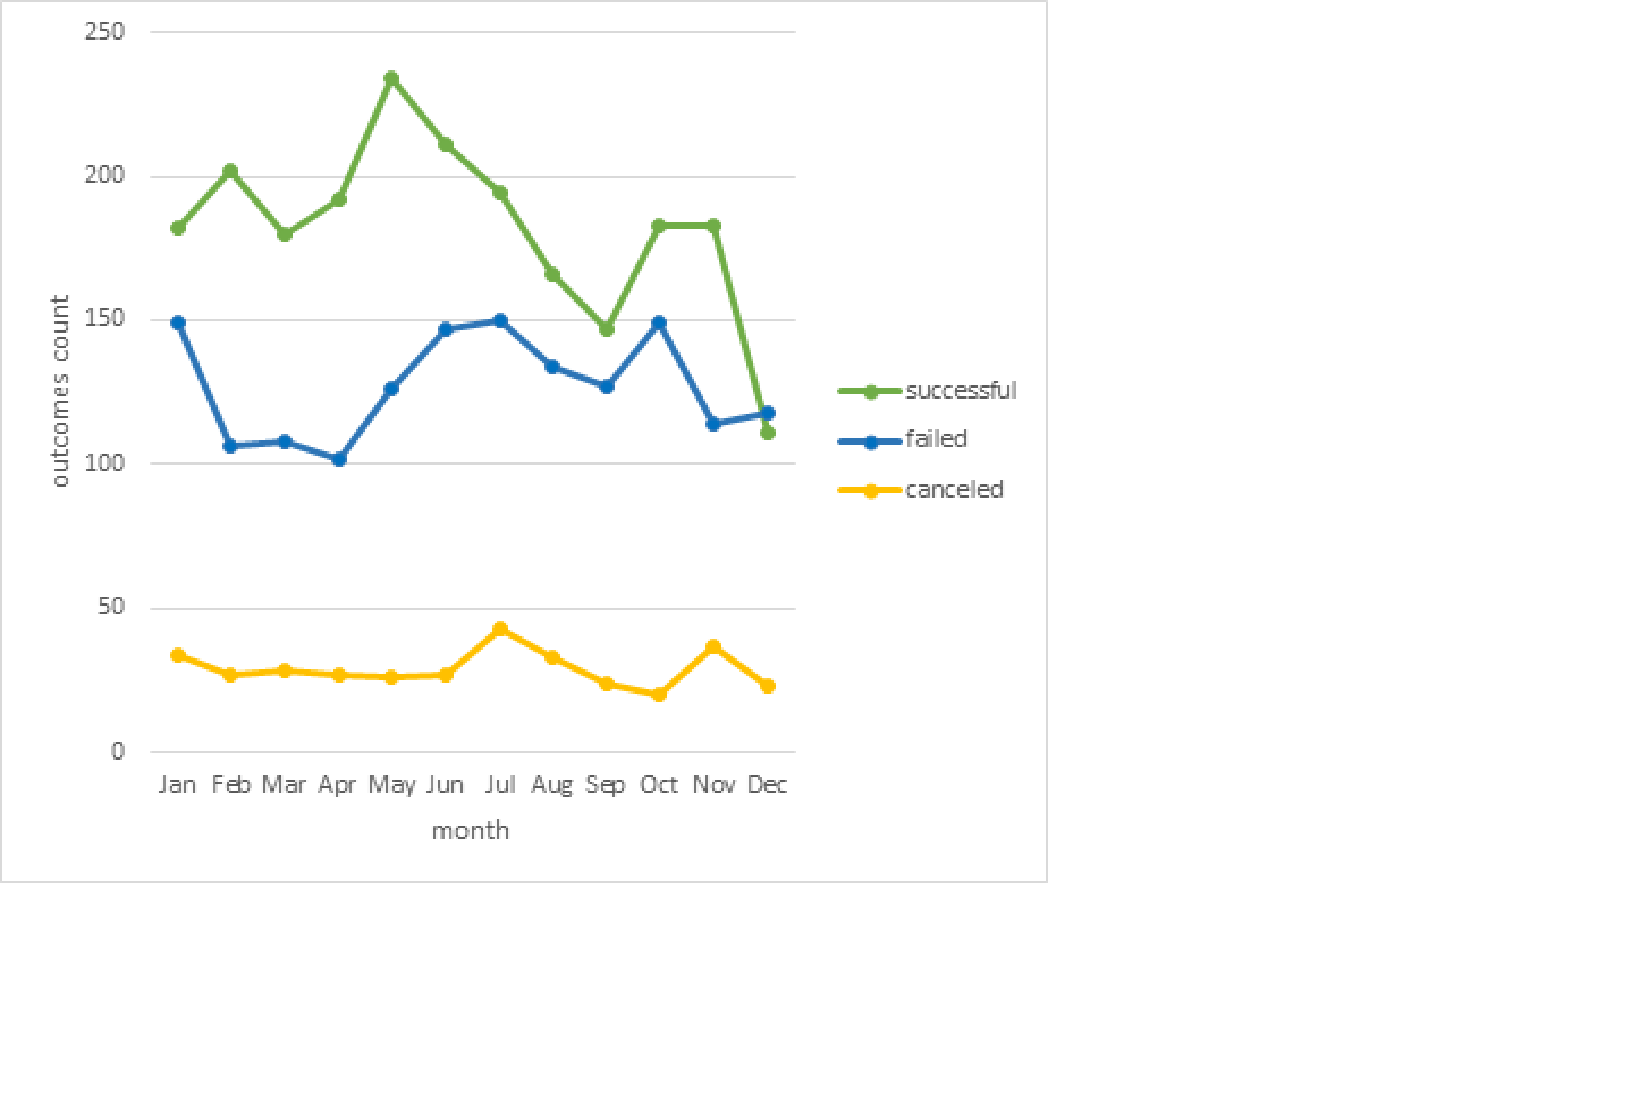 250
200
150
100
50
0
outcomes count
Jan Feb Mar Apr May Jun Jul Aug Sep Oct Nov Dec
month
successful
failed
canceled